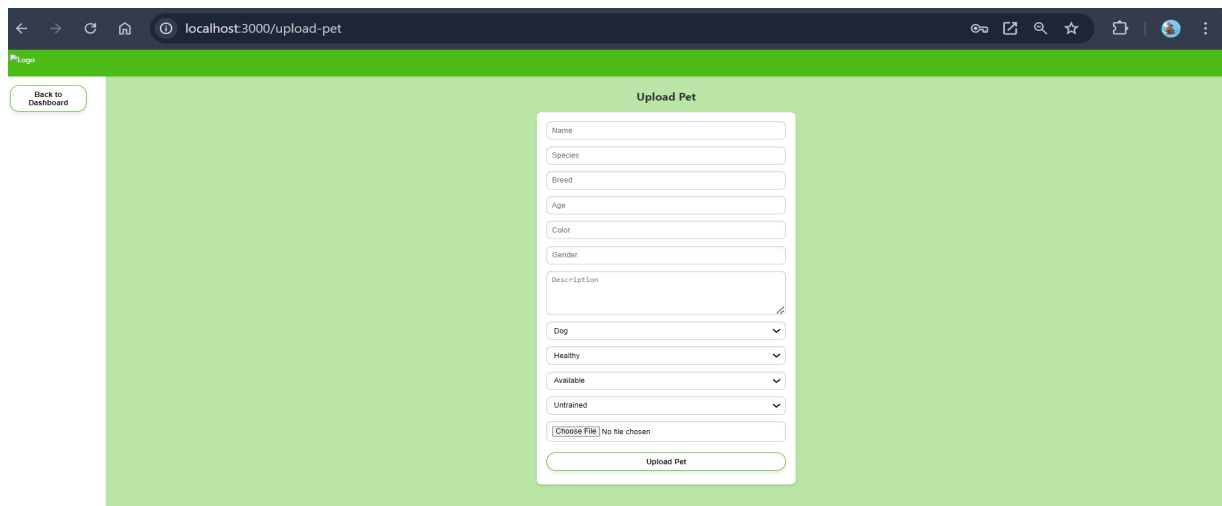 localhost:3000/upload-pet
Logo
Back to
Dashboard
Upload Pet
Name
Species
Breed
Age
Color
Gender
Description
Dog
Healthy
Available
Untrained
Choose File No file chosen
Upload Pet